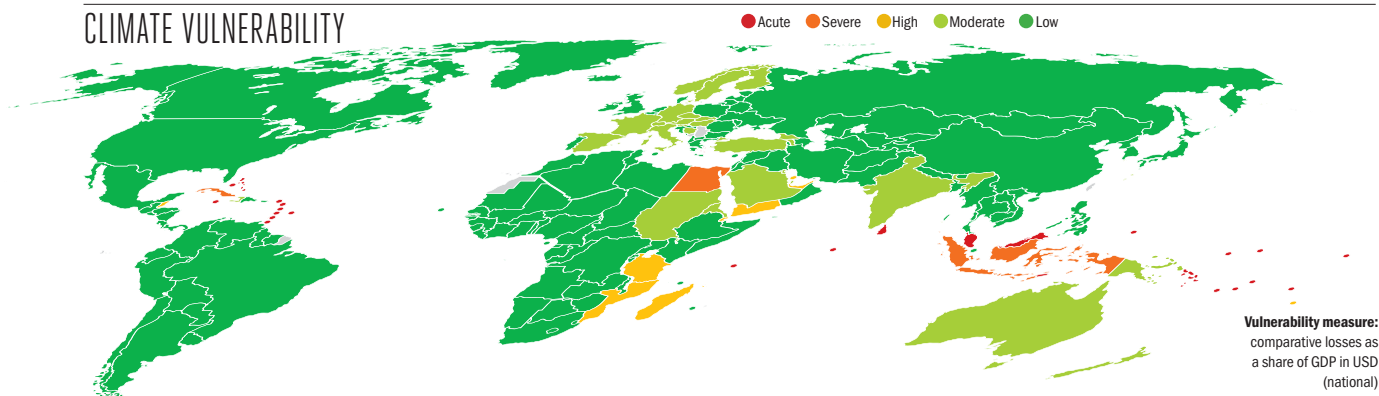 CLIMATE VULNERABILITY
Acute Severe High Moderate Low
Vulnerability measure:
comparative losses as
a share of GDP in USD
(national)